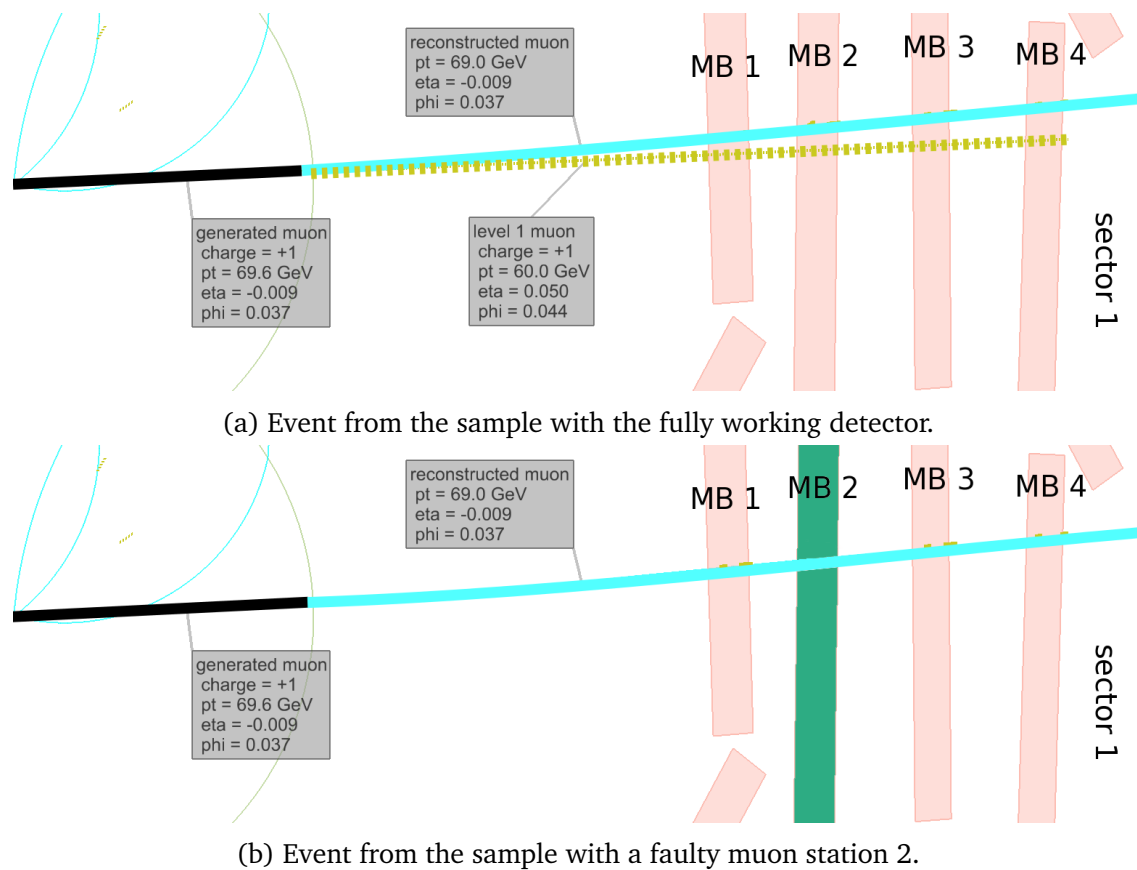 reconstructed muon
pt = 69.0 GeV
eta = -0.009
phi = 0.037
MB 1
MB 2
MB 3
MB 4
generated muon
charge = +1
pt = 69.6 GeV
eta = -0.009
phi = 0.037
level 1 muon
charge = +1
pt = 60.0 GeV
eta = 0.050
phi = 0.044
sector 1
(a) Event from the sample with the fully working detector.
reconstructed muon
pt = 69.0 GeV
eta = -0.009
phi = 0.037
MB 1
MB 2
MB 3
MB 4
generated muon
charge = +1
pt = 69.6 GeV
eta = -0.009
phi = 0.037
sector 1
(b) Event from the sample with a faulty muon station 2.